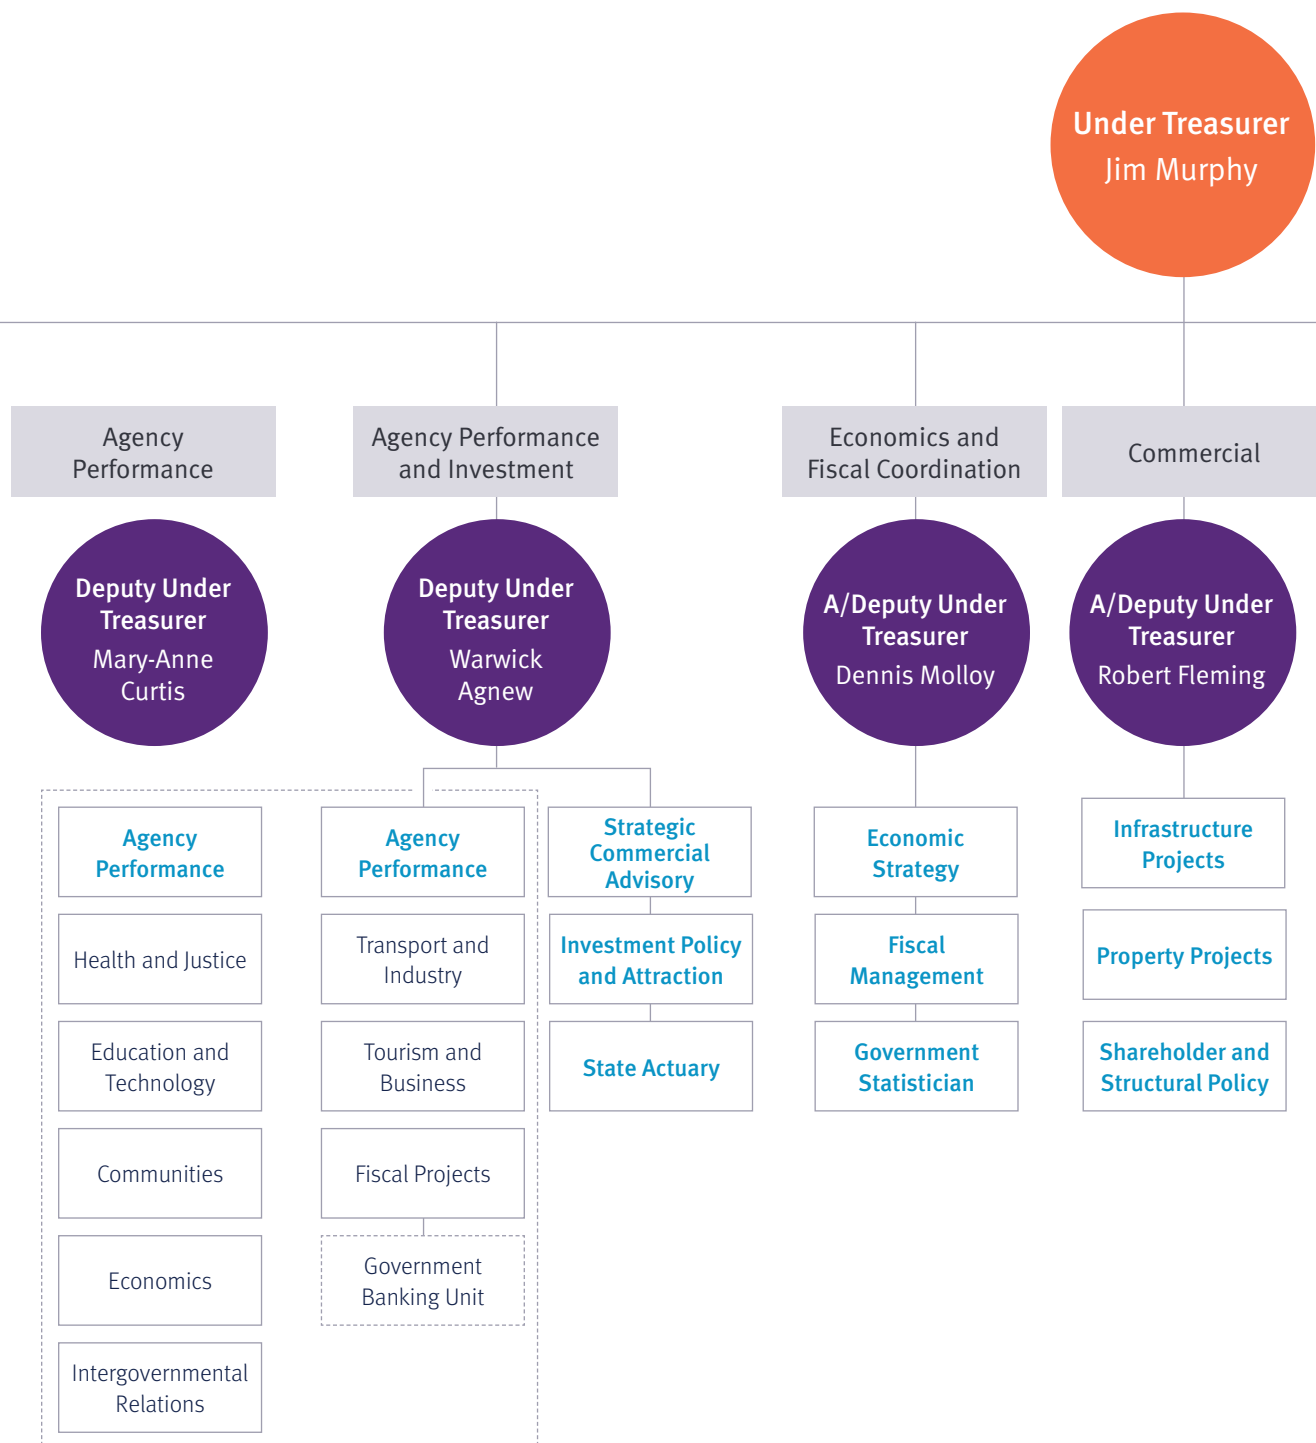 Under Treasurer
Jim Murphy
Agency
Performance
Agency Performance
and Investment
Economics and
Fiscal Coordination
Commercial
Deputy Under
Treasurer
Mary-Anne
Curtis
Deputy Under
Treasurer
Warwick
Agnew
A/Deputy Under
Treasurer
Dennis Molloy
A/Deputy Under
Treasurer
Robert Fleming
Agency
Performance
Health and Justice
Education and
Technology
Communities
Economics
Intergovernmental
Relations
Agency
Performance
Transport and
Industry
Tourism and
Business
Fiscal Projects
Government
Banking Unit
Strategic
Commercial
Advisory
Investment Policy
and Attraction
State Actuary
Economic
Strategy
Fiscal
Management
Government
Statistician
Infrastructure
Projects
Property Projects
Shareholder and
Structural Policy